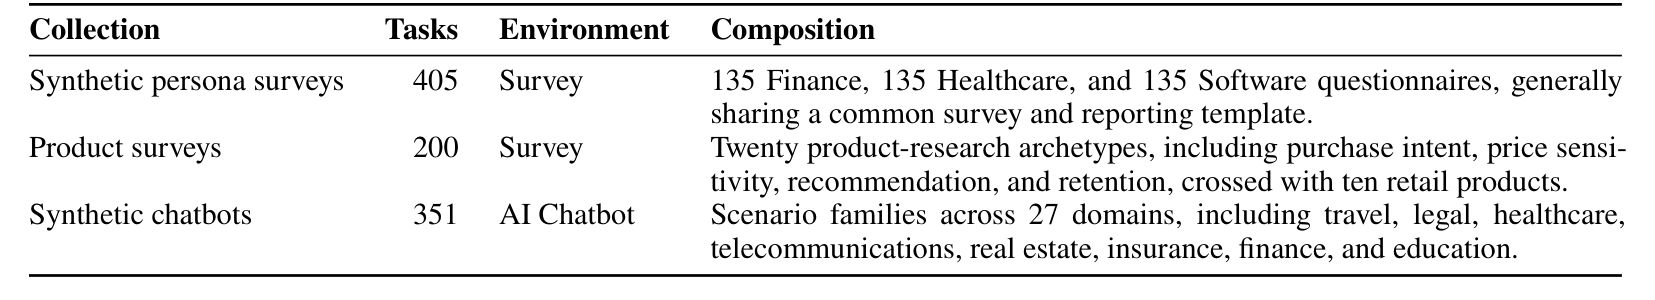 Collection Tasks Environment Composition
Synthetic persona surveys 405 Survey 135 Finance, 135 Healthcare, and 135 Software questionnaires, generally
sharing a common survey and reporting template.
Product surveys 200 Survey Twenty product-research archetypes, including purchase intent, price sensi-
tivity, recommendation, and retention, crossed with ten retail products.
Synthetic chatbots 351 AI Chatbot Scenario families across 27 domains, including travel, legal, healthcare,
telecommunications, real estate, insurance, finance, and education.